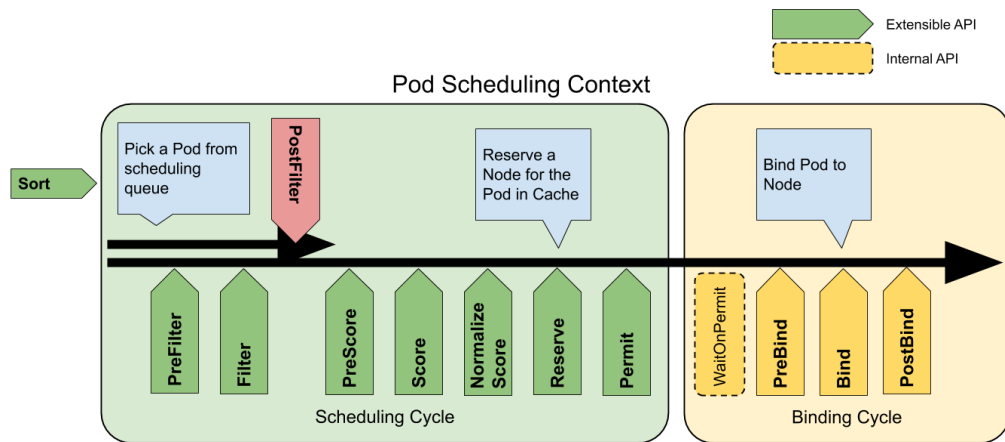 Extensible API
Internal API
Pod Scheduling Context
Pick a Pod from
scheduling
queue
PostFilter
Reserve a
Node for the
Pod in Cache
Bind Pod to
Node
Sort
PreFilter
Filter
PreScore
Score
Normalize
Score
Reserve
Permit
WaitOnPermit
PreBind
Bind
PostBind
Scheduling Cycle
Binding Cycle